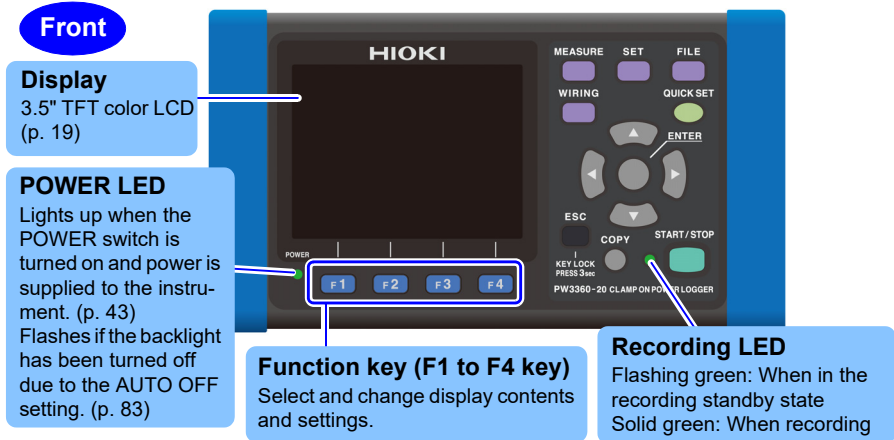 Front
Display
3.5" TFT color LCD
(p. 19)
POWER LED
Lights up when the
POWER switch is
turned on and power is
supplied to the instru-
ment. (p. 43)
Flashes if the backlight
has been turned off
due to the AUTO OFF
setting. (p. 83)
HIOKI
MEASURE SET FILE
WIRING QUICK SET
ENTER
ESC
COPY START/STOP
KEY LOCK
PRESS 3sec
POWER
F1 F2 F3 F4
PW3360-20 CLAMP ON POWER LOGGER
Function key (F1 to F4 key)
Select and change display contents
and settings.
Recording LED
Flashing green: When in the
recording standby state
Solid green: When recording